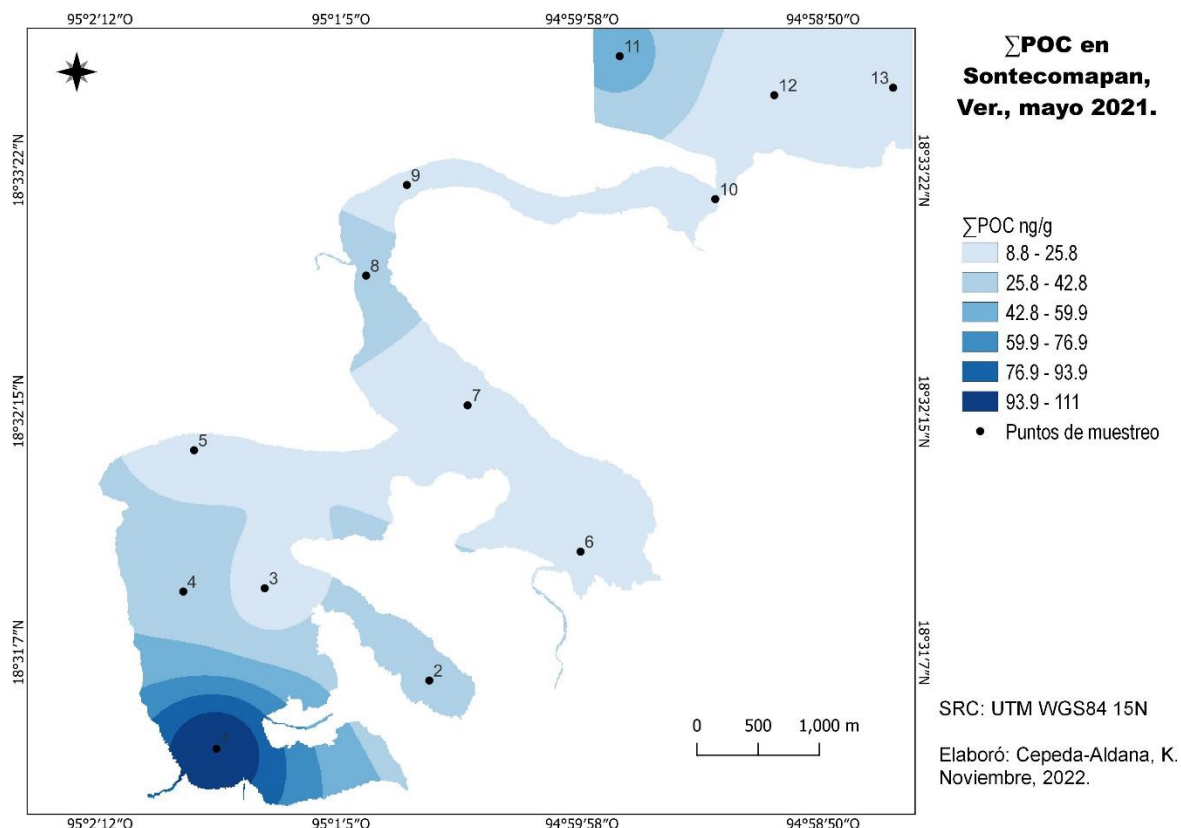 95°2'12"O 95°1'5"O 94°59'58"O 94°58'50"O
∑POC en
Sontecomapan,
Ver., mayo 2021.
18°33'22"N
18°32'15"N
18°31'7"N
11
12
13
9
10
8
7
5
6
4
3
2
1
18°33'22"N
18°32'15"N
18°31'7"N
∑POC ng/g
8.8 - 25.8
25.8 - 42.8
42.8 - 59.9
59.9 - 76.9
76.9 - 93.9
93.9 - 111
Puntos de muestreo
0 500 1,000 m
SRC: UTM WGS84 15N
Elaboró: Cepeda-Aldana, K.
Noviembre, 2022.
95°2'12"O 95°1'5"O 94°59'58"O 94°58'50"O